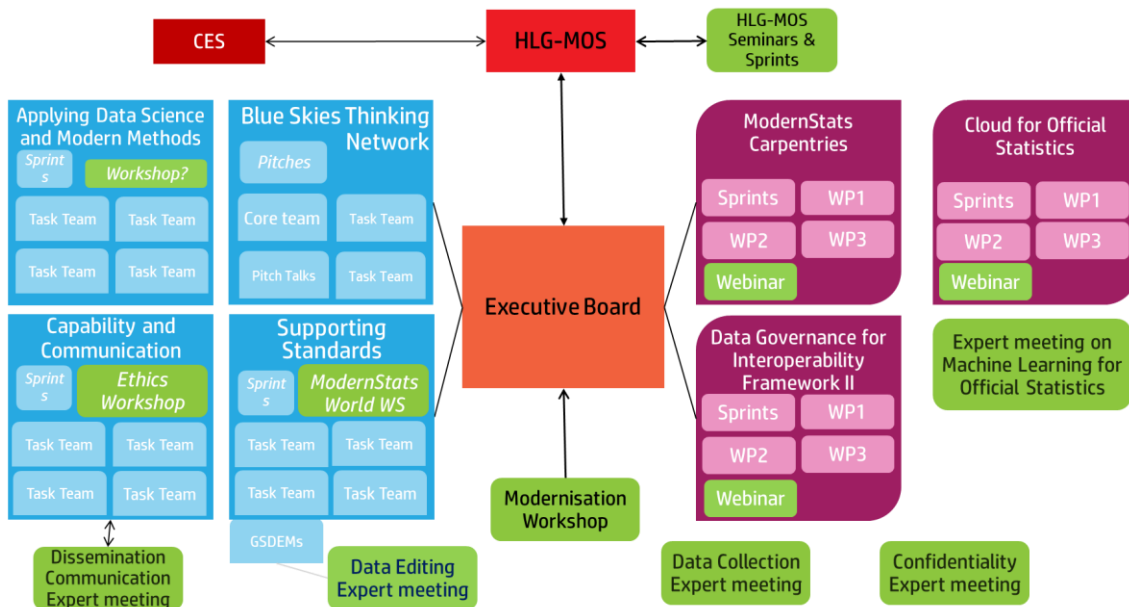 CES
HLG-MOS
HLG-MOS
Seminars &
Sprints
Applying Data Science
and Modern Methods
Sprint
s
Workshop?
Task Team
Task Team
Task Team
Task Team
Blue Skies Thinking
Network
Pitches
Core team
Task Team
Pitch Talks
Task Team
Capability and
Communication
Sprint
s
Ethics
Workshop
Task Team
Task Team
Task Team
Task Team
Supporting
Standards
Sprint
s
ModernStats
World WS
Task Team
Task Team
Task Team
Task Team
GSDEMs
Dissemination
Communication
Expert meeting
Data Editing
Expert meeting
Executive Board
Modernisation
Workshop
ModernStats
Carpentries
Sprints
WP1
WP2
WP3
Webinar
Cloud for Official
Statistics
Sprints
WP1
WP2
WP3
Webinar
Data Governance for
Interoperability
Framework II
Sprints
WP1
WP2
WP3
Webinar
Expert meeting on
Machine Learning for
Official Statistics
Data Collection
Expert meeting
Confidentiality
Expert meeting